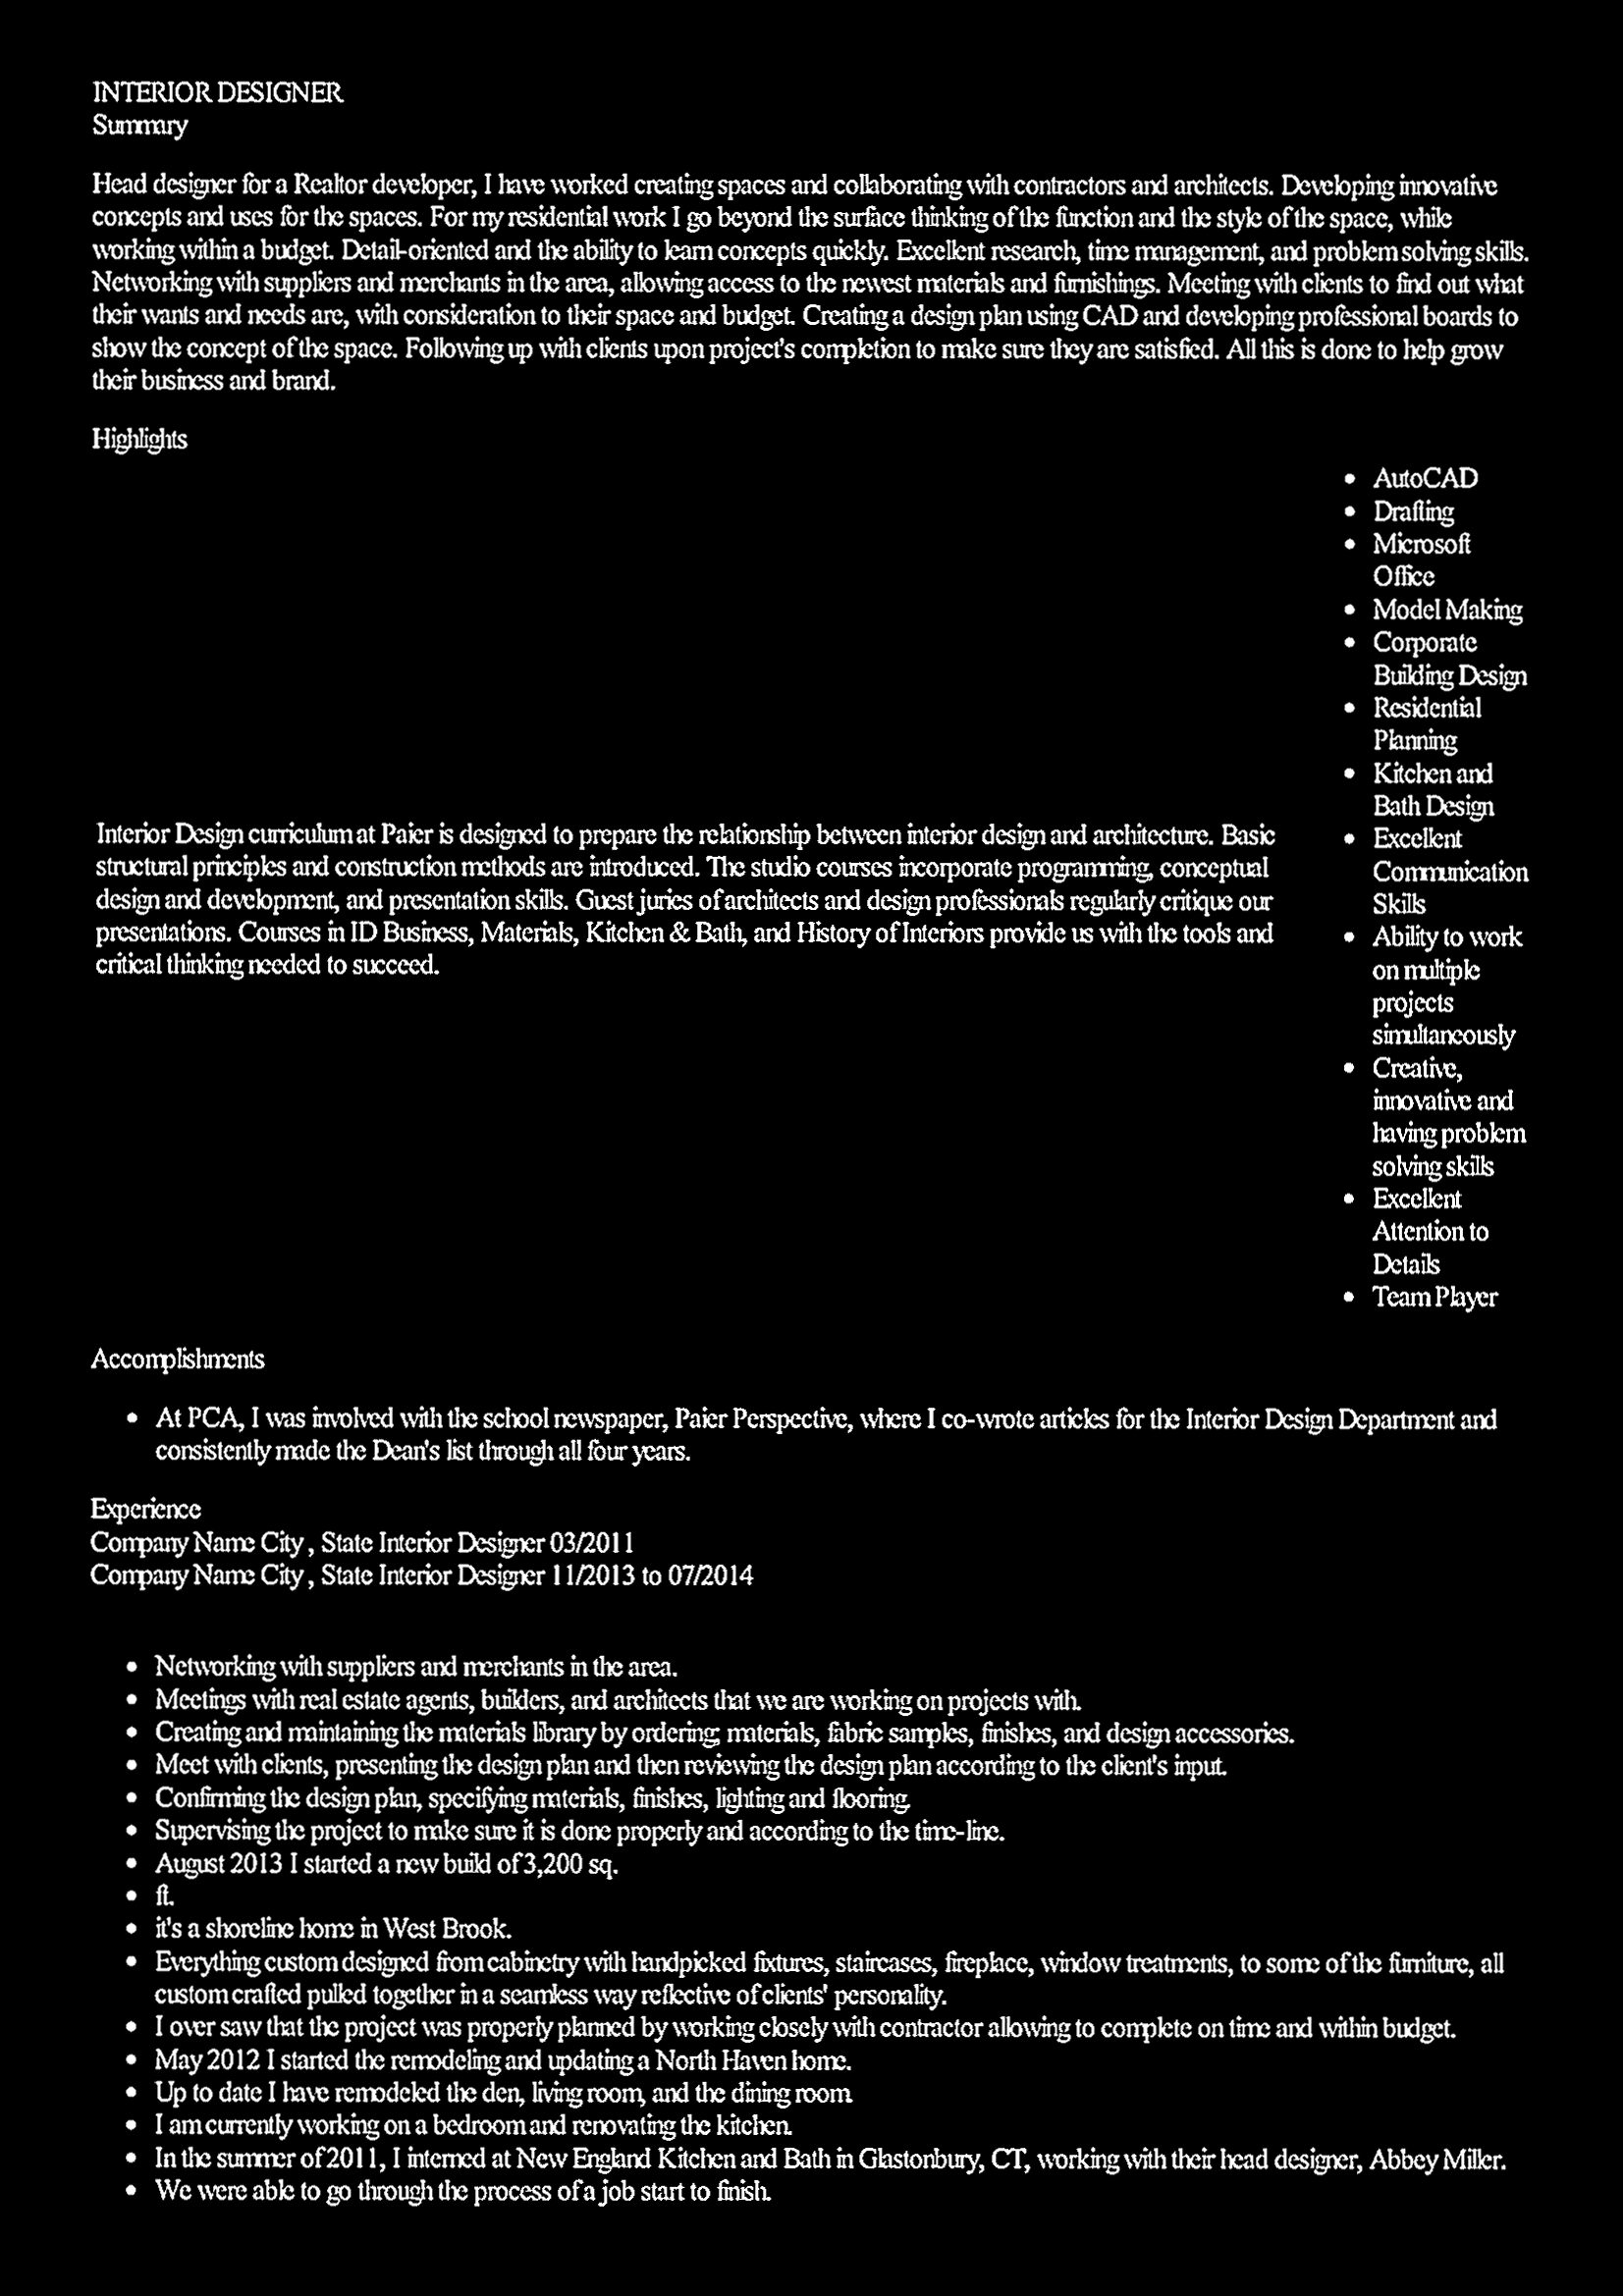 INTERIOR DESIGNER
Summary
Head designer for a Realtor developer, I have worked creating spaces and collaborating with contractors and architects. Developing innovative
concepts and uses for the spaces. For my residential work I go beyond the surface thinking of the function and the style of the space, while
working within a budget. Detail-oriented and the ability to learn concepts quickly. Excellent research, time management, and problem solving skills.
Networking with suppliers and merchants in the area, allowing access to the newest materials and furnishings. Meeting with clients to find out what
their wants and needs are, with consideration to their space and budget. Creating a design plan using CAD and developing professional boards to
show the concept of the space. Following up with clients upon project's completion to make sure they are satisfied. All this is done to help grow
their business and brand.
Highlights
Interior Design curriculum at Paier is designed to prepare the relationship between interior design and architecture. Basic
structural principles and construction methods are introduced. The studio courses incorporate programming, conceptual
design and development, and presentation skills. Guest juries of architects and design professionals regularly critique our
presentations. Courses in ID Business, Materials, Kitchen & Bath, and History of Interiors provide us with the tools and
critical thinking needed to succeed.
• AutoCAD
• Drafting
• Microsoft
Office
• Model Making
• Corporate
Building Design
• Residential
Planning
• Kitchen and
Bath Design
• Excellent
Communication
Skills
• Ability to work
on multiple
projects
simultaneously
• Creative,
innovative and
having problem
solving skills
• Excellent
Attention to
Details
• Team Player
Accomplishments
• At PCA, I was involved with the school newspaper, Paier Perspective, where I co-wrote articles for the Interior Design Department and
consistently made the Dean's list through all four years.
Experience
Company Name City , State Interior Designer 03/2011
Company Name City , State Interior Designer 11/2013 to 07/2014
• Networking with suppliers and merchants in the area.
• Meetings with real estate agents, builders, and architects that we are working on projects with.
• Creating and maintaining the materials library by ordering; materials, fabric samples, finishes, and design accessories.
• Meet with clients, presenting the design plan and then reviewing the design plan according to the client's input.
• Confirming the design plan, specifying materials, finishes, lighting and flooring.
• Supervising the project to make sure it is done properly and according to the time-line.
• August 2013 I started a new build of 3,200 sq.
• ft.
• it's a shoreline home in West Brook.
• Everything custom designed from cabinetry with handpicked fixtures, staircases, fireplace, window treatments, to some of the furniture, all
custom crafted pulled together in a seamless way reflective of clients' personality.
• I over saw that the project was properly planned by working closely with contractor allowing to complete on time and within budget.
• May 2012 I started the remodeling and updating a North Haven home.
• Up to date I have remodeled the den, living room, and the dining room.
• I am currently working on a bedroom and renovating the kitchen.
• In the summer of 2011, I interned at New England Kitchen and Bath in Glastonbury, CT, working with their head designer, Abbey Miller.
• We were able to go through the process of a job start to finish.